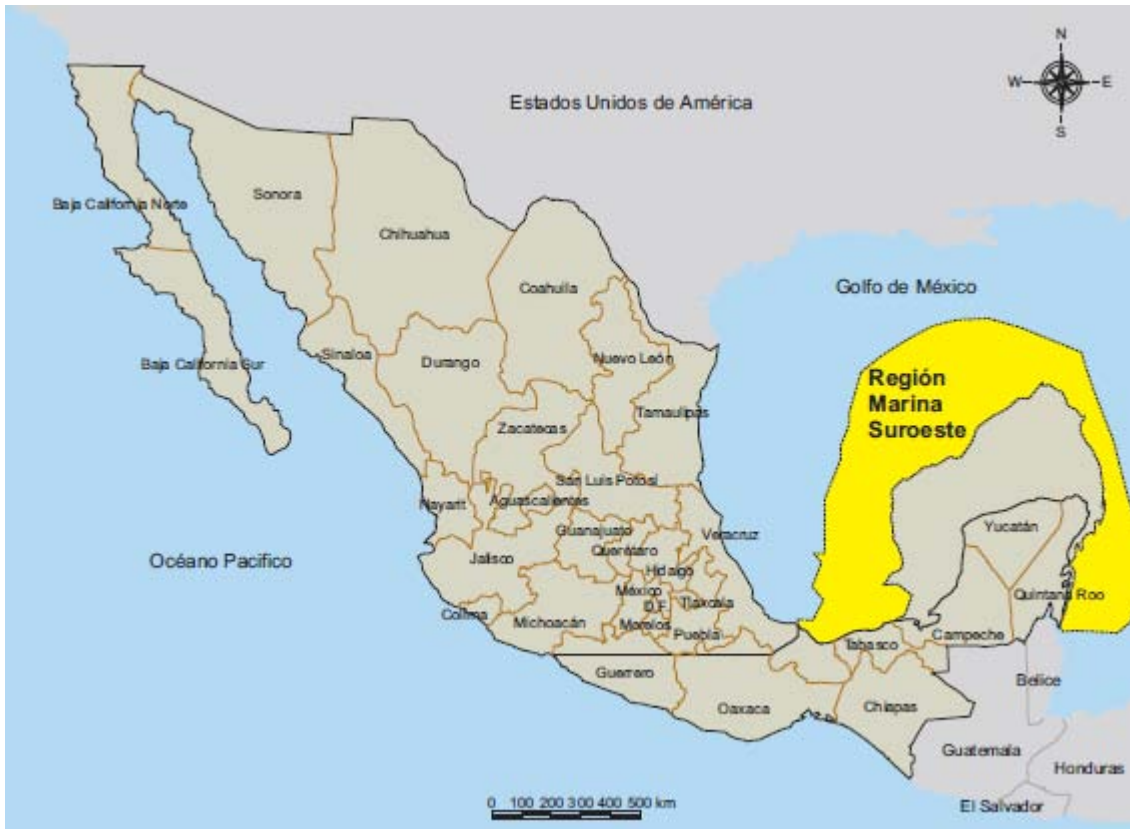 N
W
E
S
Estados Unidos de América
Baja California Norte
Sonora
Chihuahua
Coahuila
Golfo de México
Baja California Sur
Sinaloa
Durango
Nuevo León
Región
Marina
Suroeste
Tamaulipas
Zacatecas
San Luis Potosí
Nayarit
Aguascalientes
Guanajuato
Veracruz
Yucatán
Querétaro
Océano Pacifico
Jalisco
Hidalgo
México
Quintana Roo
D.F.
Tlaxcala
Colima
Michoacán
Morelos
Puebla
Campeche
Tabasco
Guerrero
Belice
Oaxaca
Chiapas
Guatemala
Honduras
0 100 200 300 400 500 km
El Salvador